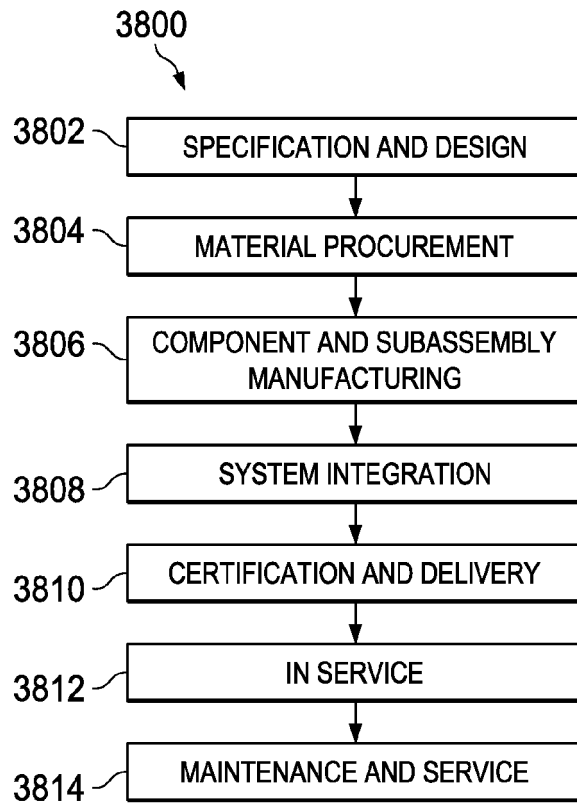 3800
3802
SPECIFICATION AND DESIGN
3804
MATERIAL PROCUREMENT
3806
COMPONENT AND SUBASSEMBLY
MANUFACTURING
3808
SYSTEM INTEGRATION
3810
CERTIFICATION AND DELIVERY
3812
IN SERVICE
3814
MAINTENANCE AND SERVICE